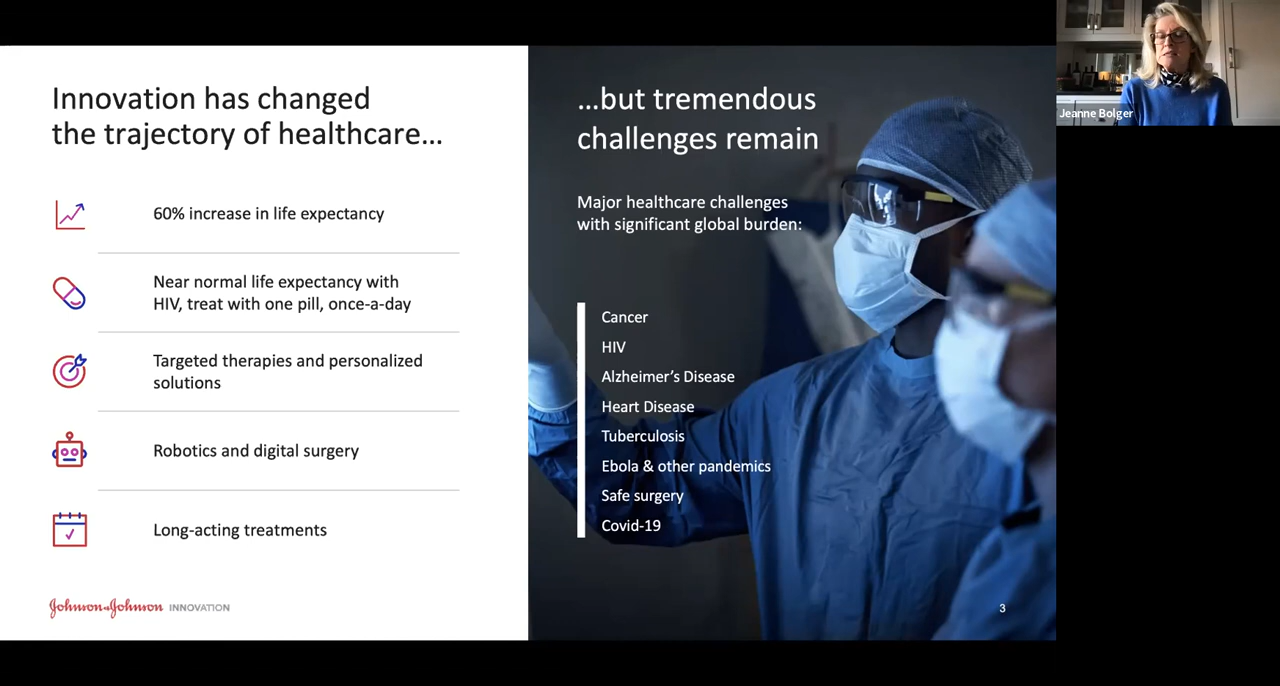 Innovation has changed
the trajectory of healthcare…
60% increase in life expectancy
Near normal life expectancy with
HIV, treat with one pill, once-a-day
Targeted therapies and personalized
solutions
Robotics and digital surgery
Long-acting treatments
Johnson&Johnson INNOVATION
…but tremendous
challenges remain
Major healthcare challenges
with significant global burden:
Cancer
HIV
Alzheimer’s Disease
Heart Disease
Tuberculosis
Ebola & other pandemics
Safe surgery
Covid-19
3
Jeanne Bolger